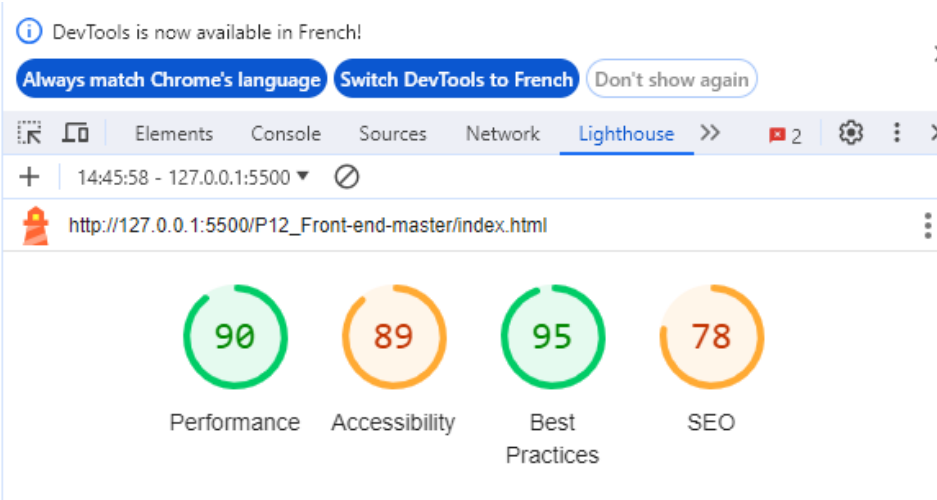 DevTools is now available in French!
Always match Chrome's language Switch DevTools to French Don't show again
Elements Console Sources Network Lighthouse 2
14:45:58 - 127.0.0.1:5500
http://127.0.0.1:5500/P12_Front-end-master/index.html
90 89 95 78
Performance Accessibility Best Practices SEO